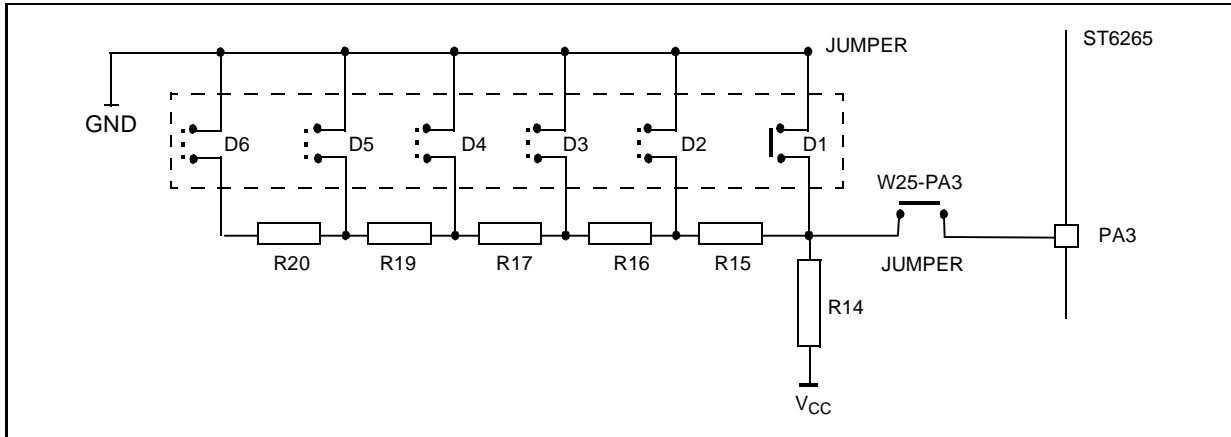 JUMPER
ST6265
GND
D6
D5
D4
D3
D2
D1
W25-PA3
PA3
R20
R19
R17
R16
R15
JUMPER
R14
VCC